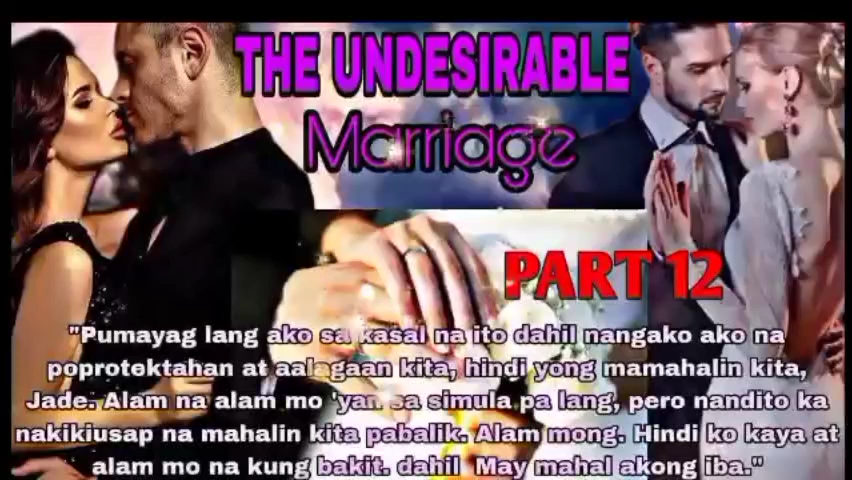 THE UNDESIRABLE
Marriage
PART 12
"Pumayag lang ako sa kasal na ito dahil nangako ako na
poprotektahan at aalagaan kita, hindi yong mamahalin kita,
Jade. Alam na alam mo 'yan sa simula pa lang, pero nandito ka
nakikiusap na mahalin kita pabalik. Alam mong. Hindi ko kaya at
alam mo na kung bakit. dahil May mahal akong iba."